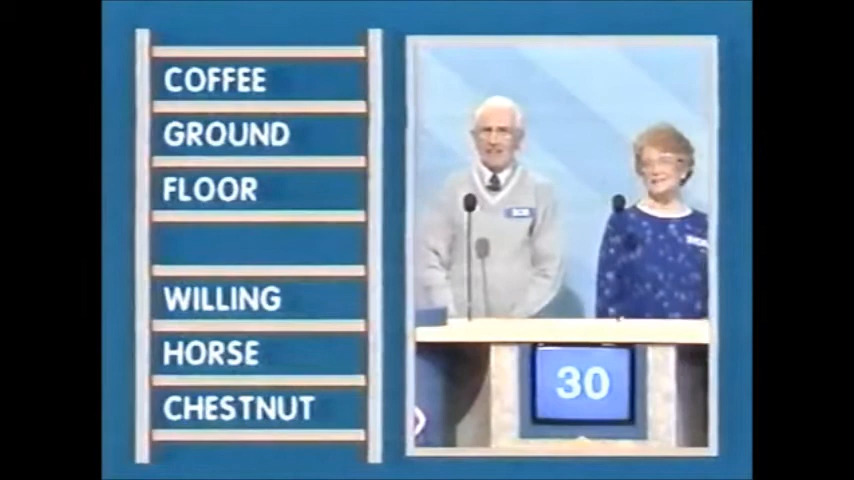 COFFEE
GROUND
FLOOR
WILLING
HORSE
CHESTNUT
30